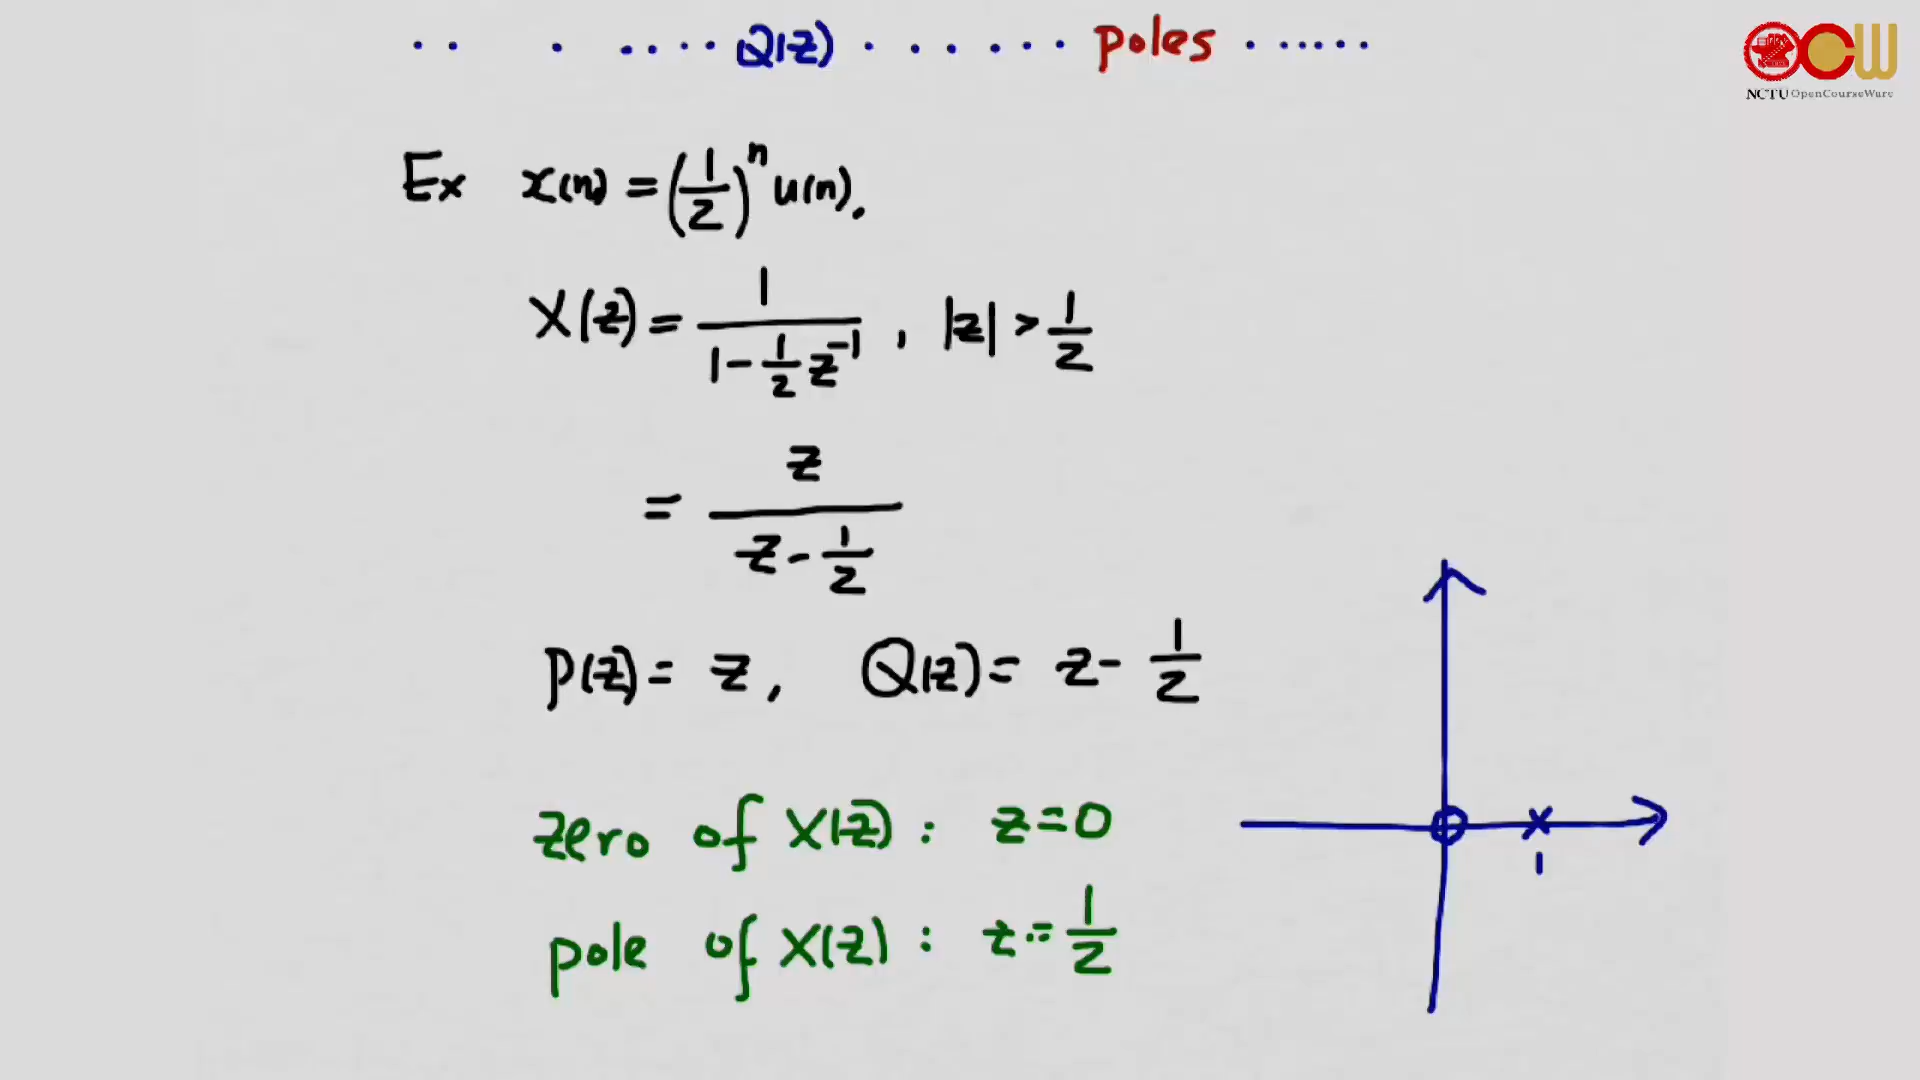 ·· · ···· Q(z) · · · · · · poles · ·····
NCTU OpenCourseWare
Ex x(n) = (1/2)^n u(n).
X(z) = 1/(1 - 1/2 z^-1) , |z| > 1/2
= z/(z - 1/2)
P(z) = z, Q(z) = z - 1/2
zero of X(z) : z = 0
pole of X(z) : z = 1/2
1